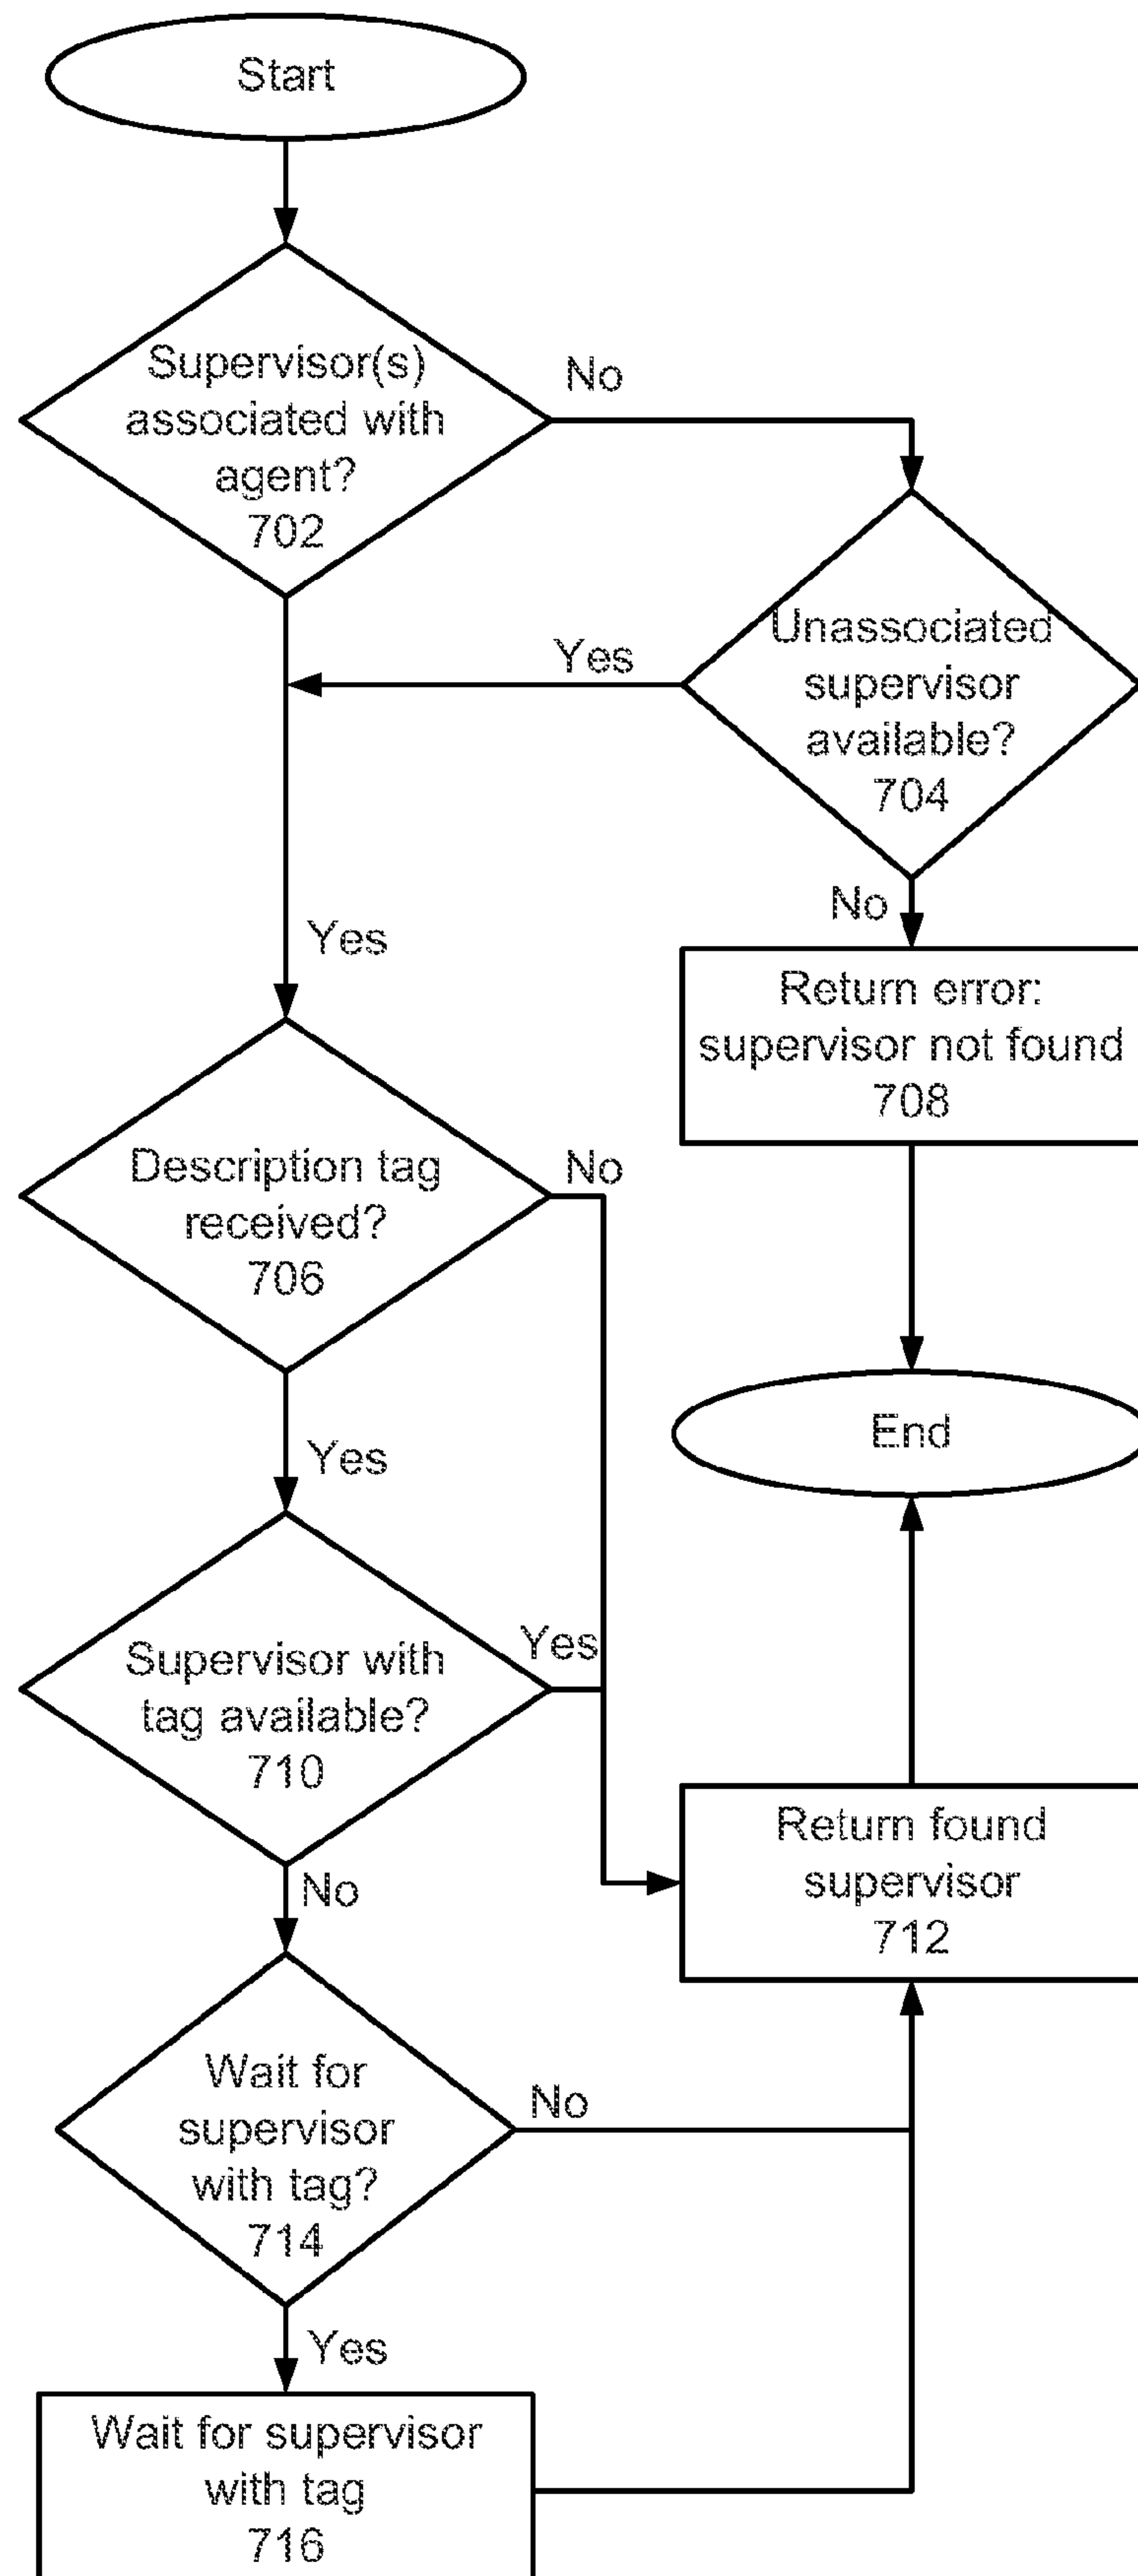 Start
Supervisor(s)
associated with
agent?
702
No
Unassociated
supervisor
available?
704
Yes
No
Yes
Return error:
supervisor not found
708
Description tag
received?
706
No
Yes
End
Supervisor with
tag available?
710
Yes
No
Return found
supervisor
712
Wait for
supervisor
with tag?
714
No
Yes
Wait for supervisor
with tag
716